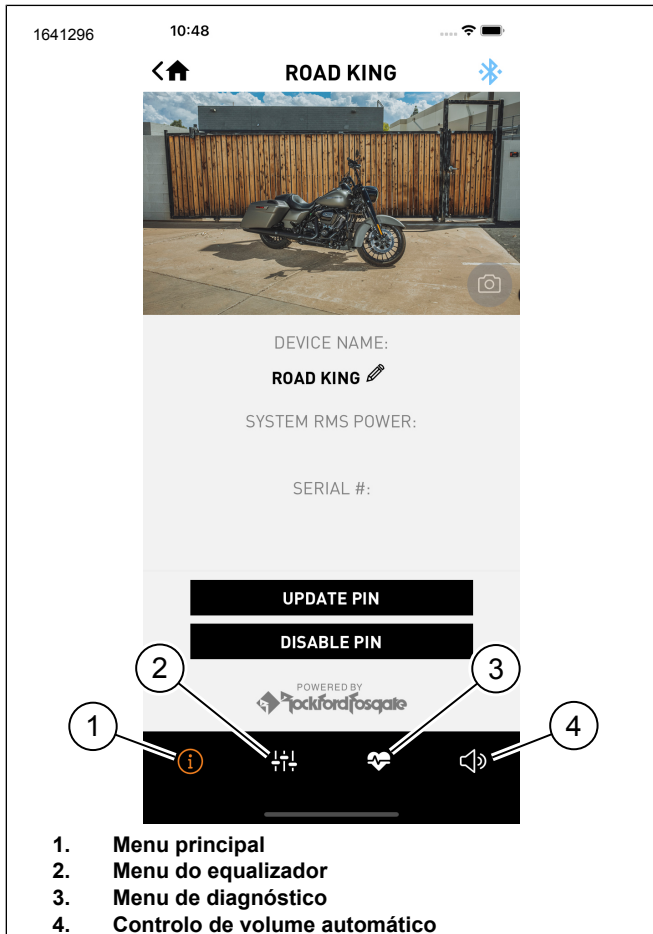 1641296
10:48
ROAD KING
DEVICE NAME:
ROAD KING
SYSTEM RMS POWER:
SERIAL #:
UPDATE PIN
DISABLE PIN
POWERED BY
Rockford Fosgate
2
3
1
4
i
1. Menu principal
2. Menu do equalizador
3. Menu de diagnóstico
4. Controlo de volume automático